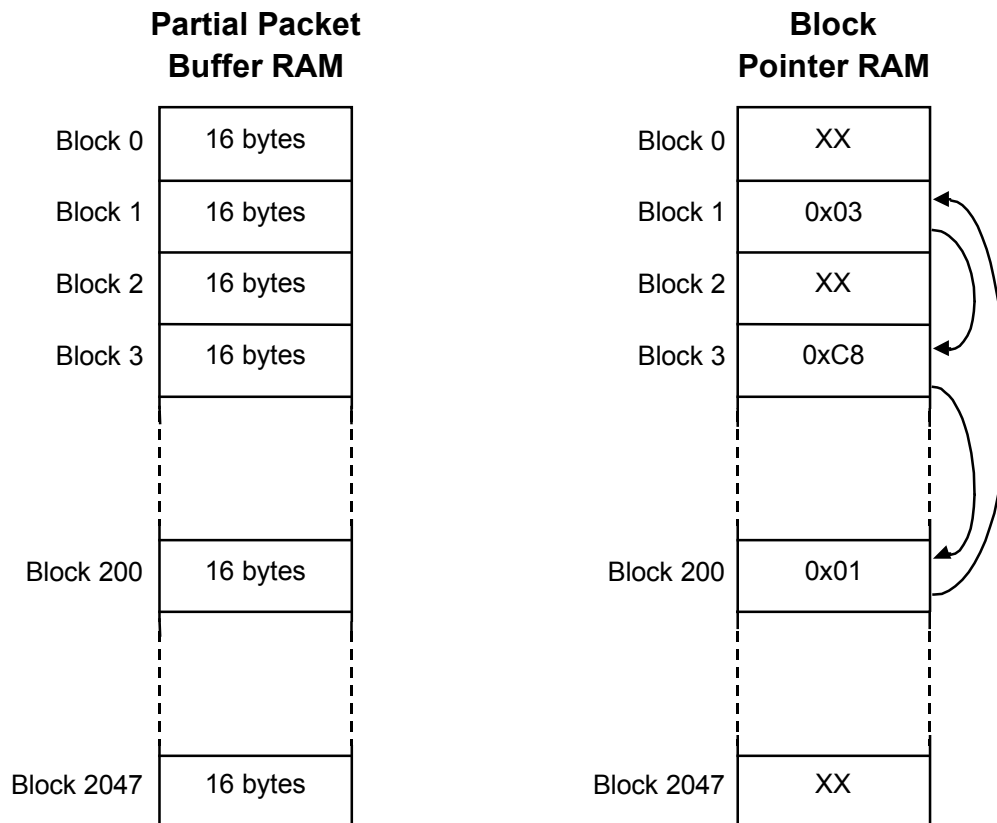 Partial Packet
Buffer RAM
Block 0 16 bytes
Block 1 16 bytes
Block 2 16 bytes
Block 3 16 bytes
Block 200 16 bytes
Block 2047 16 bytes
Block
Pointer RAM
Block 0 XX
Block 1 0x03
Block 2 XX
Block 3 0xC8
Block 200 0x01
Block 2047 XX